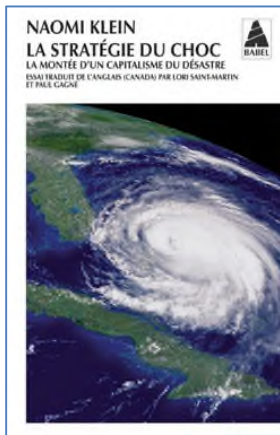 NAOMI KLEIN
LA STRATÉGIE DU CHOC
LA MONTÉE D'UN CAPITALISME DU DÉSASTRE
ESSAI TRADUIT DE L'ANGLAIS (CANADA) PAR LORI SAINT-MARTIN
ET PAUL GAGNÉ
BABEL